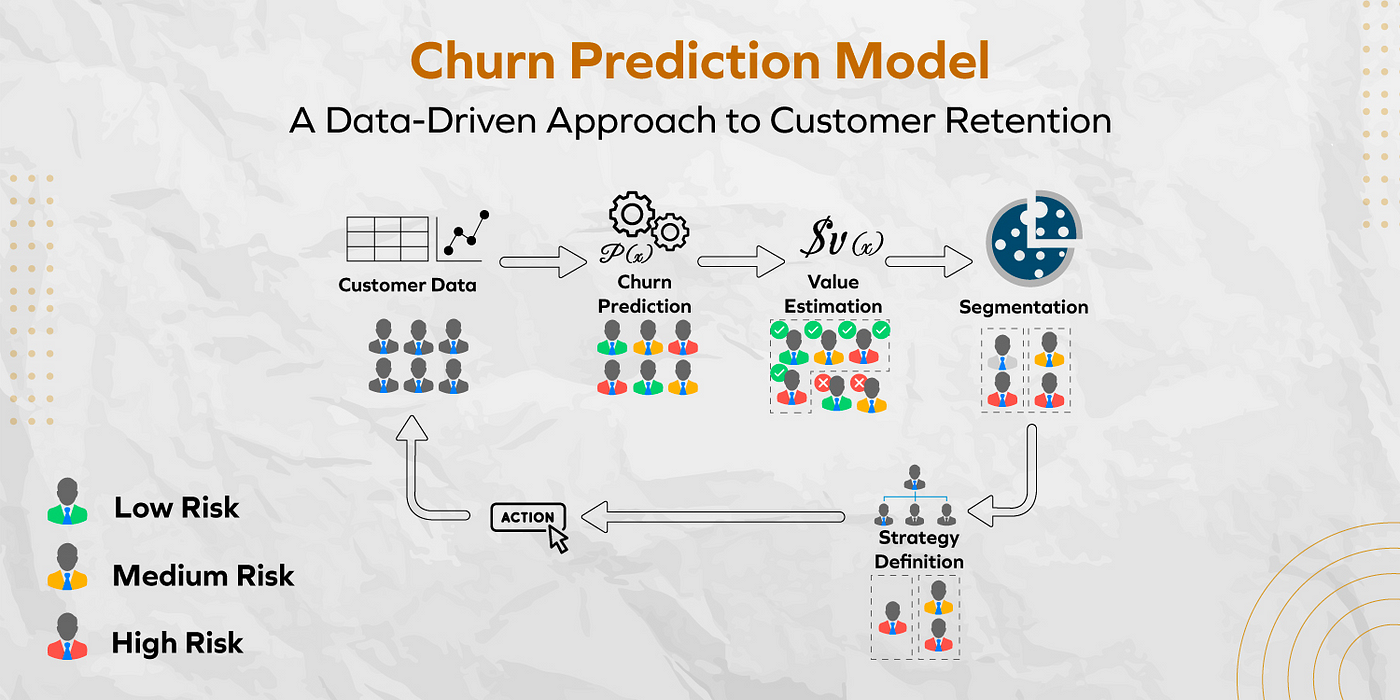 Churn Prediction Model
A Data-Driven Approach to Customer Retention
Customer Data
P(x)
Churn
Prediction
$v(x)
Value
Estimation
Segmentation
Strategy
Definition
ACTION
Low Risk
Medium Risk
High Risk